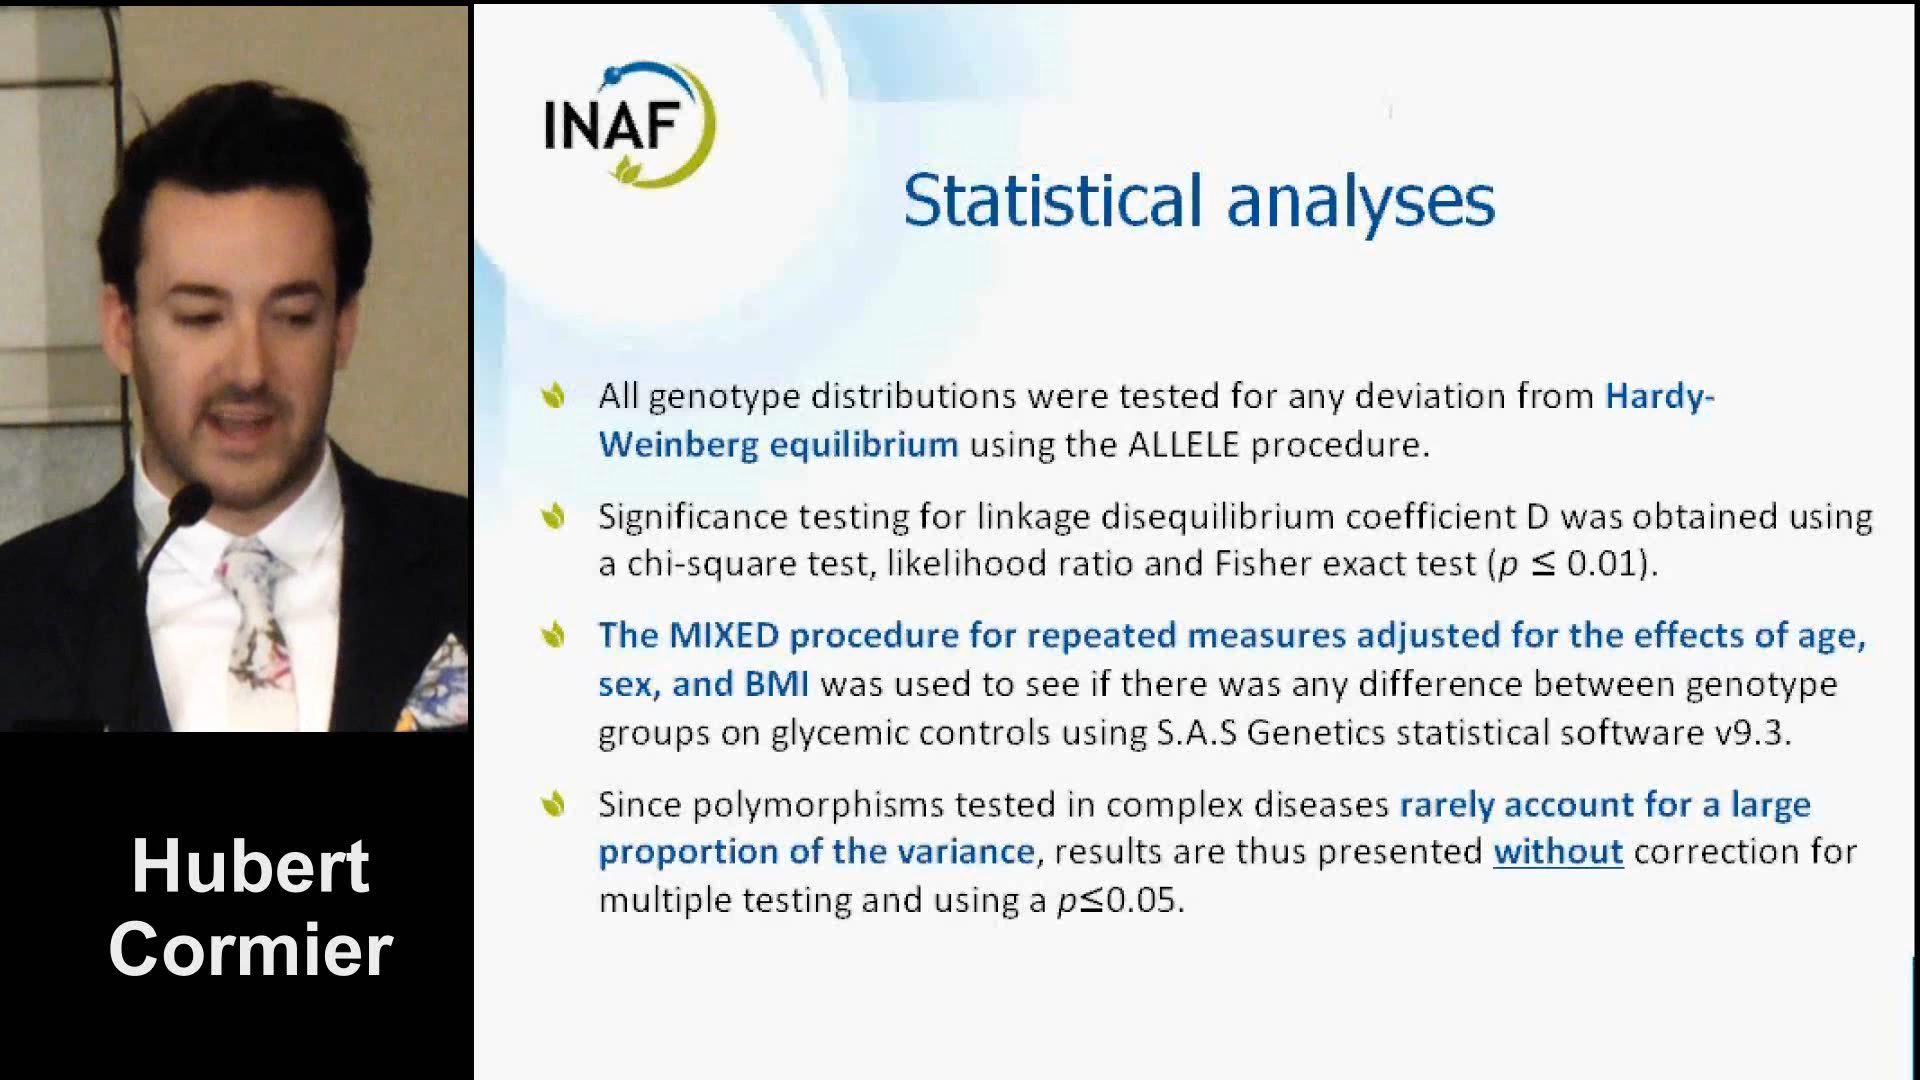 INAF
Statistical analyses
All genotype distributions were tested for any deviation from Hardy-
Weinberg equilibrium using the ALLELE procedure.
Significance testing for linkage disequilibrium coefficient D was obtained using
a chi-square test, likelihood ratio and Fisher exact test (p ≤ 0.01).
The MIXED procedure for repeated measures adjusted for the effects of age,
sex, and BMI was used to see if there was any difference between genotype
groups on glycemic controls using S.A.S Genetics statistical software v9.3.
Since polymorphisms tested in complex diseases rarely account for a large
proportion of the variance, results are thus presented without correction for
multiple testing and using a p≤0.05.
Hubert
Cormier